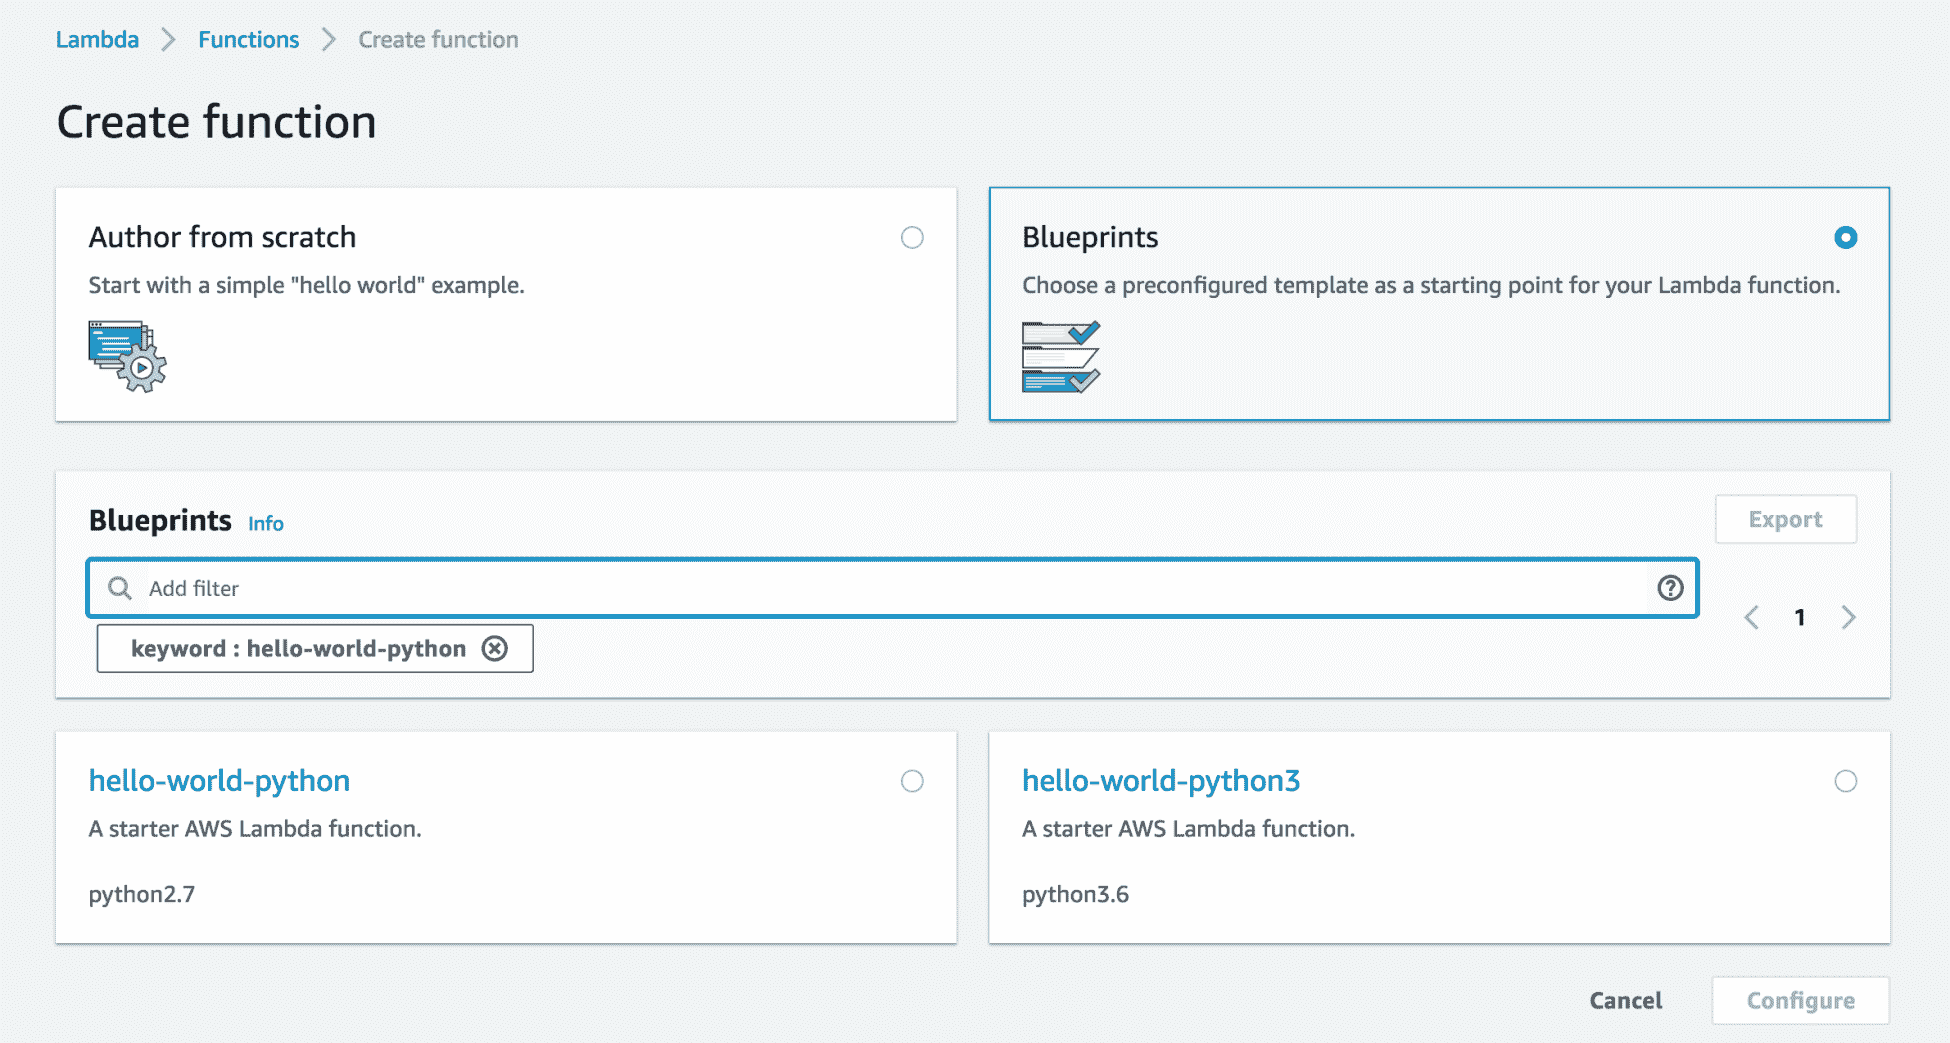 Lambda > Functions > Create function
Create function
Author from scratch
Start with a simple "hello world" example.
Blueprints
Choose a preconfigured template as a starting point for your Lambda function.
Blueprints Info
Export
Add filter
1
keyword : hello-world-python
hello-world-python
A starter AWS Lambda function.
python2.7
hello-world-python3
A starter AWS Lambda function.
python3.6
Cancel
Configure